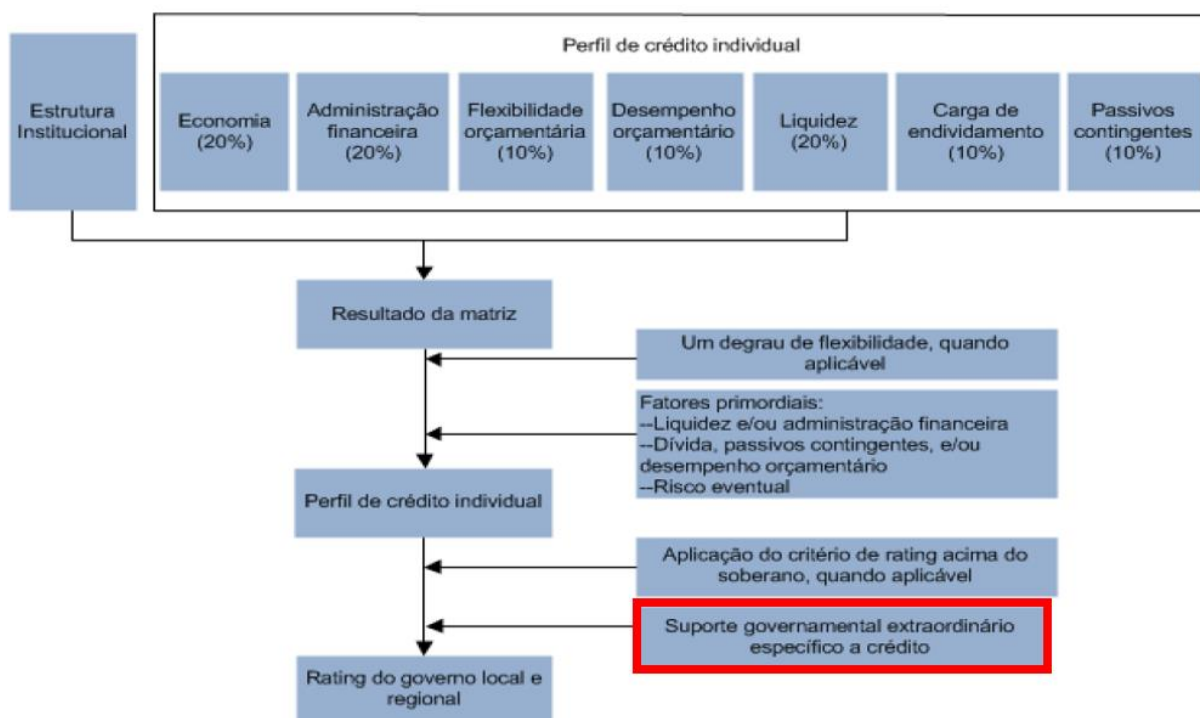 Perfil de crédito individual
Estrutura
Institucional
Economia
(20%)
Administração
financeira
(20%)
Flexibilidade
orçamentária
(10%)
Desempenho
orçamentário
(10%)
Liquidez
(20%)
Carga de
endividamento
(10%)
Passivos
contingentes
(10%)
Resultado da matriz
Um degrau de flexibilidade, quando
aplicável
Fatores primordiais:
--Liquidez e/ou administração financeira
--Dívida, passivos contingentes, e/ou
desempenho orçamentário
--Risco eventual
Perfil de crédito individual
Aplicação do critério de rating acima do
soberano, quando aplicável
Suporte governamental extraordinário
específico a crédito
Rating do governo local e
regional